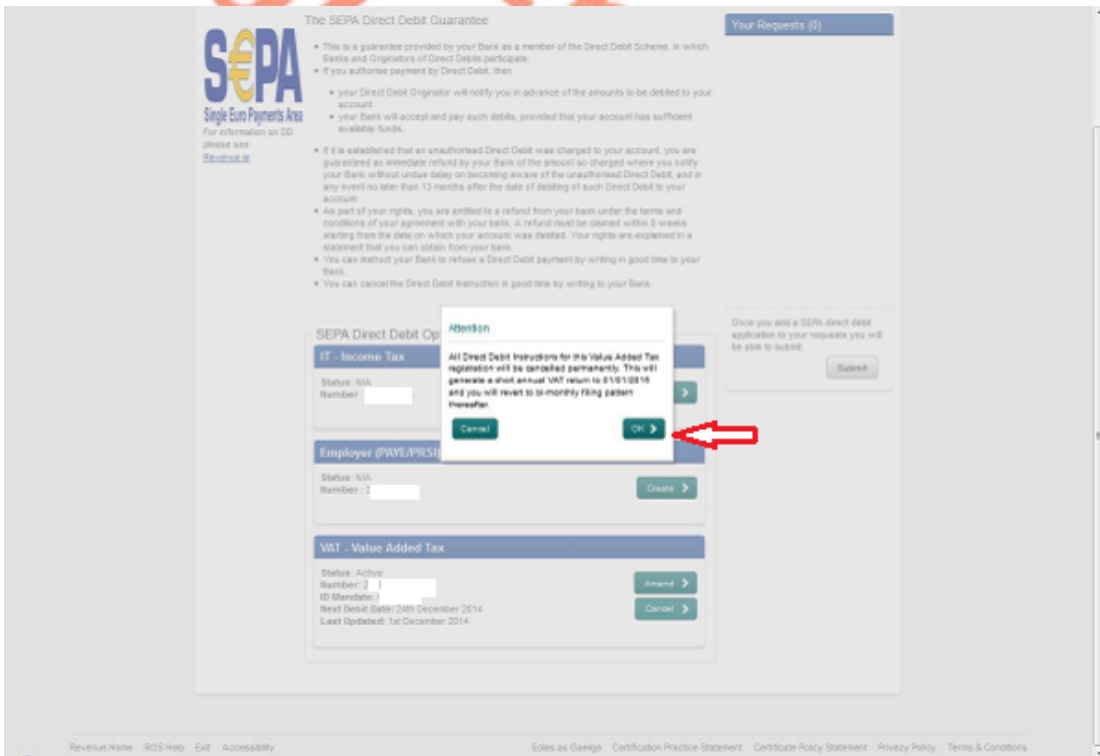 The SEPA Direct Debit Guarantee
S€PA
Single Euro Payments Area
For information on DD
please see
Revenue.ie
This is a guarantee provided by your Bank as a member of the Direct Debit Scheme, in which
Banks and Originators of Direct Debits participate.
If you authorise payment by Direct Debit, then
your Direct Debit Originator will notify you in advance of the amounts to be debited to your
account
your Bank will accept and pay such debits, provided that your account has sufficient
available funds.
If it is established that an unauthorised Direct Debit was charged to your account, you are
guaranteed an immediate refund by your Bank of the amount so charged where you notify
your Bank without undue delay on becoming aware of the unauthorised Direct Debit, and in
any event no later than 13 months after the date of debiting of such Direct Debit to your
account.
As part of your rights, you are entitled to a refund from your bank under the terms and
conditions of your agreement with your bank. A refund must be claimed within 8 weeks
starting from the date on which your account was debited. Your rights are explained in a
statement that you can obtain from your bank.
You can instruct your Bank to refuse a Direct Debit payment by writing in good time to your
Bank.
You can cancel the Direct Debit Instruction in good time by writing to your Bank.
Your Requests (0)
Once you add a SEPA direct debit
application to your requests you will
be able to submit.
Submit
SEPA Direct Debit Op
IT - Income Tax
Status: N/A
Number:
Attention
All Direct Debit Instructions for this Value Added Tax
registration will be cancelled permanently. This will
generate a short annual VAT return to 01/01/2015
and you will revert to bi-monthly filing pattern
thereafter.
Cancel
OK
Employer (PAYE/PRSI)
Status: N/A
Number: 2
Create
VAT - Value Added Tax
Status: Active
Number: 2
ID Mandate:
Next Debit Date: 24th December 2014
Last Updated: 1st December 2014
Amend
Cancel
Revenue Home ROS Help Exit Accessibility
Eolas as Gaeilge Certification Practice Statement Certificate Policy Statement Privacy Policy Terms & Conditions